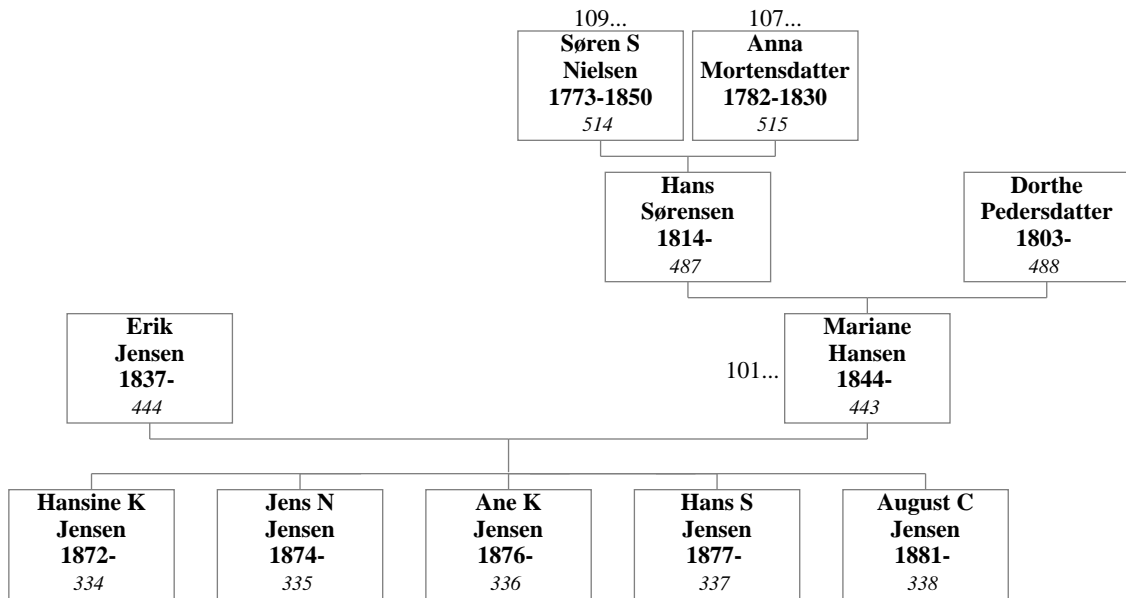 109...
107...
Søren S
Nielsen
1773-1850
514
Anna
Mortensdatter
1782-1830
515
Hans
Sørensen
1814-
487
Dorthe
Pedersdatter
1803-
488
Erik
Jensen
1837-
444
101...
Mariane
Hansen
1844-
443
Hansine K
Jensen
1872-
334
Jens N
Jensen
1874-
335
Ane K
Jensen
1876-
336
Hans S
Jensen
1877-
337
August C
Jensen
1881-
338